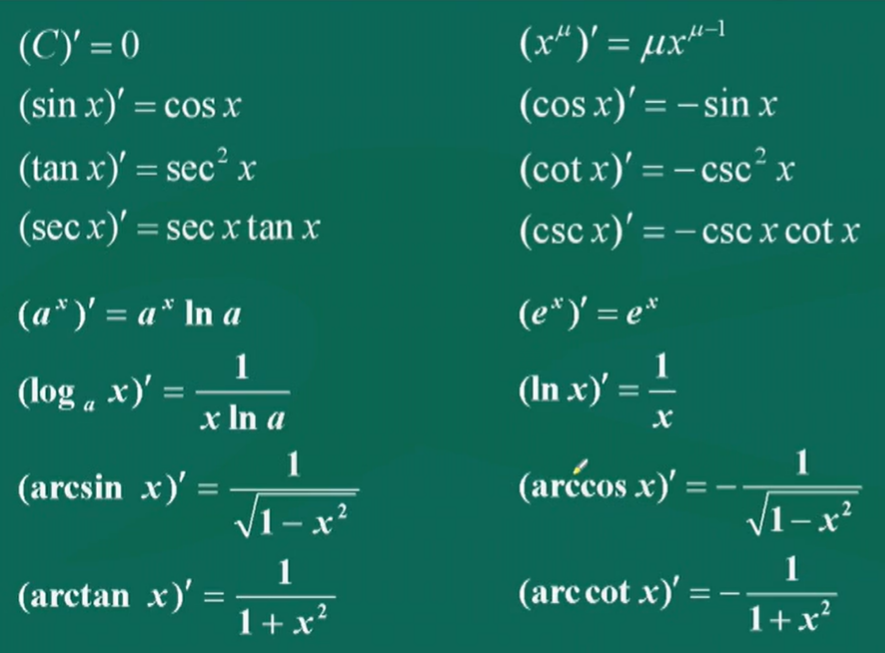 (C)′ = 0
(x^μ)′ = μx^{μ−1}
(sin x)′ = cos x
(cos x)′ = − sin x
(tan x)′ = sec² x
(cot x)′ = − csc² x
(sec x)′ = sec x tan x
(csc x)′ = − csc x cot x
(a^x)′ = a^x ln a
(e^x)′ = e^x
(log_a x)′ = 1/(x ln a)
(ln x)′ = 1/x
(arcsin x)′ = 1/√(1 − x²)
(arccos x)′ = − 1/√(1 − x²)
(arctan x)′ = 1/(1 + x²)
(arc cot x)′ = − 1/(1 + x²)